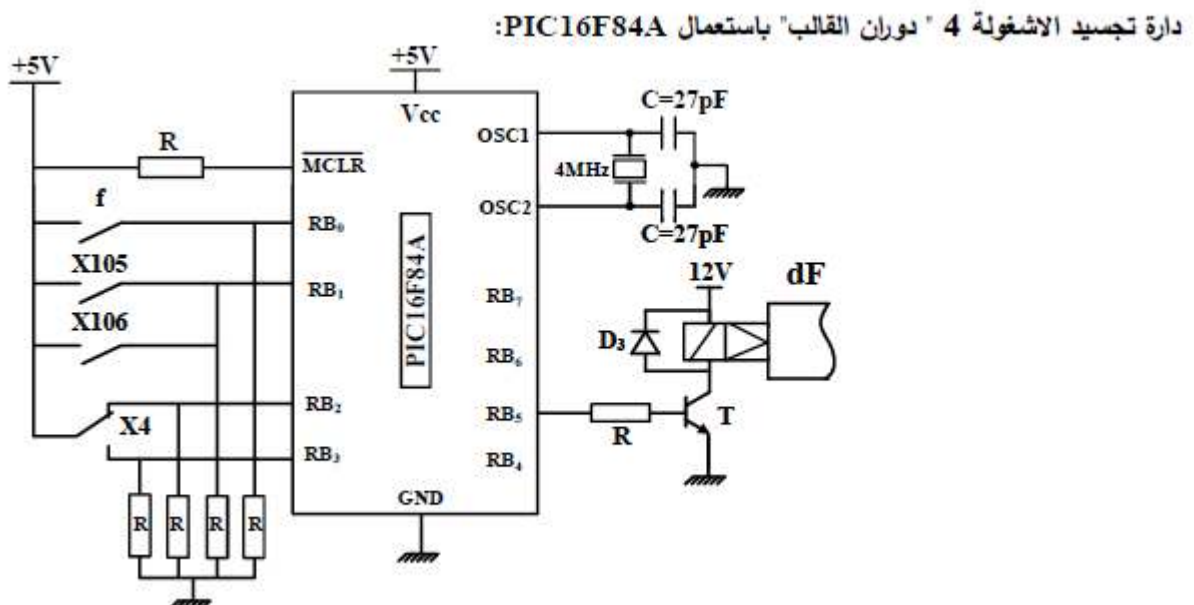 دارة تجسيد الاشغولة 4 " دوران القالب" باستعمال PIC16F84A:
+5V
+5V
Vcc
C=27pF
OSC1
R
MCLR
4MHz
f
OSC2
RB0
C=27pF
X105
12V
dF
RB1
RB7
X106
PIC16F84A
D3
RB6
RB2
X4
RB5
T
R
RB3
RB4
GND
R
R
R
R